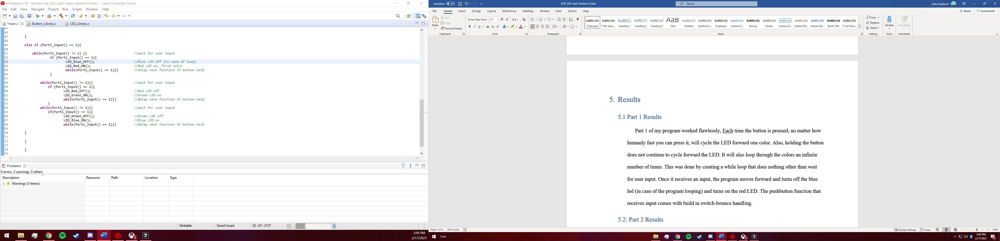 workspace_v10 - Sequencing_LED_Lab3-Gabe_Gasbarre/main.c - Code Composer Studio
File Edit View Navigate Project Run Scripts Window Help
*main.c Button_Library.c LED_Library.c
45
46
47 }
48
49 else if (Port1_Input() == 1){
50
51 while(Port1_Input() != 1) {} //wait for user input
52 if (Port1_Input() == 1){
53 LED_Blue_OFF(); //Blue LED off (in case of loop)
54 LED_Red_ON(); //Red LED on, first color
55 while(Port1_Input() == 1){} //delay next function if button held
56 }
57
58 while(Port1_Input() != 1){} //wait for user input
59 if (Port1_Input() == 1){
60 LED_Red_OFF(); //Red LED off
61 LED_Green_ON(); //Green LED on
62 while(Port1_Input() == 1){} //delay next function if button held
63 }
64 while(Port1_Input() != 1){} //wait for user input
65 if(Port1_Input() == 1){
66 LED_Green_OFF(); //Green LED off
67 LED_Blue_ON(); //Blue LED on
68 while(Port1_Input() == 1){} //delay next function if button held
69
70 }
71
72 }
73
74 }
75
Problems
0 errors, 3 warnings, 0 others
Description Resource Path Location Type
Warnings (3 items)
Writable Smart Insert 53 : 67 : 2137
2
3:44 PM
2/17/2021
AutoSave Off EGR_226-Lab4_Gasbarre_Gabe Search Gabe Gasbarre
File Home Insert Design Layout References Mailings Review View Zotero Help Share Comments
Paste Cut Copy Format Painter
Clipboard
Times New Rom 11
Font
Paragraph
AaBbCcDc AaBbCcDc AaBbC( AaBbCcC AaBbCcD AaB AaBbCcD AaBbCcDc AaBbCcDc AaBbCcDc AaBbCcDc AaBbCcDc AaBbCcDc AABBCCDC AABBCCDC AaBbCcDc AaBbCcDc
¶ Normal ¶ No Spac... Heading 1 Heading 2 Heading 3 Title Subtitle Subtle Em... Emphasis Intense E... Strong Quote Intense Q... Subtle Ref... Intense Re... Book Title ¶ List Para...
Styles
Find
Replace
Select
Editing
Dictate
Voice
Sensitivity
Sensitivity
5. Results
5.1 Part 1 Results
Part 1 of my program worked flawlessly, Each time the button is pressed, no matter how
humanly fast you can press it, will cycle the LED forward one color. Also, holding the button
does not continue to cycle forward the LED. It will also loop through the colors an infinite
number of times. This was done by creating a while loop that does nothing other than wait
for user input. Once it receives an input, the program moves forward and turns off the blue
led (in case of the program looping) and turns on the red LED. The pushbutton function that
receives input comes with build in switch-bounce handling.
5.2: Part 2 Results
Page 4 of 6 660 words Display Settings Focus 160%
Links 2 3:44 PM
2/17/2021 5